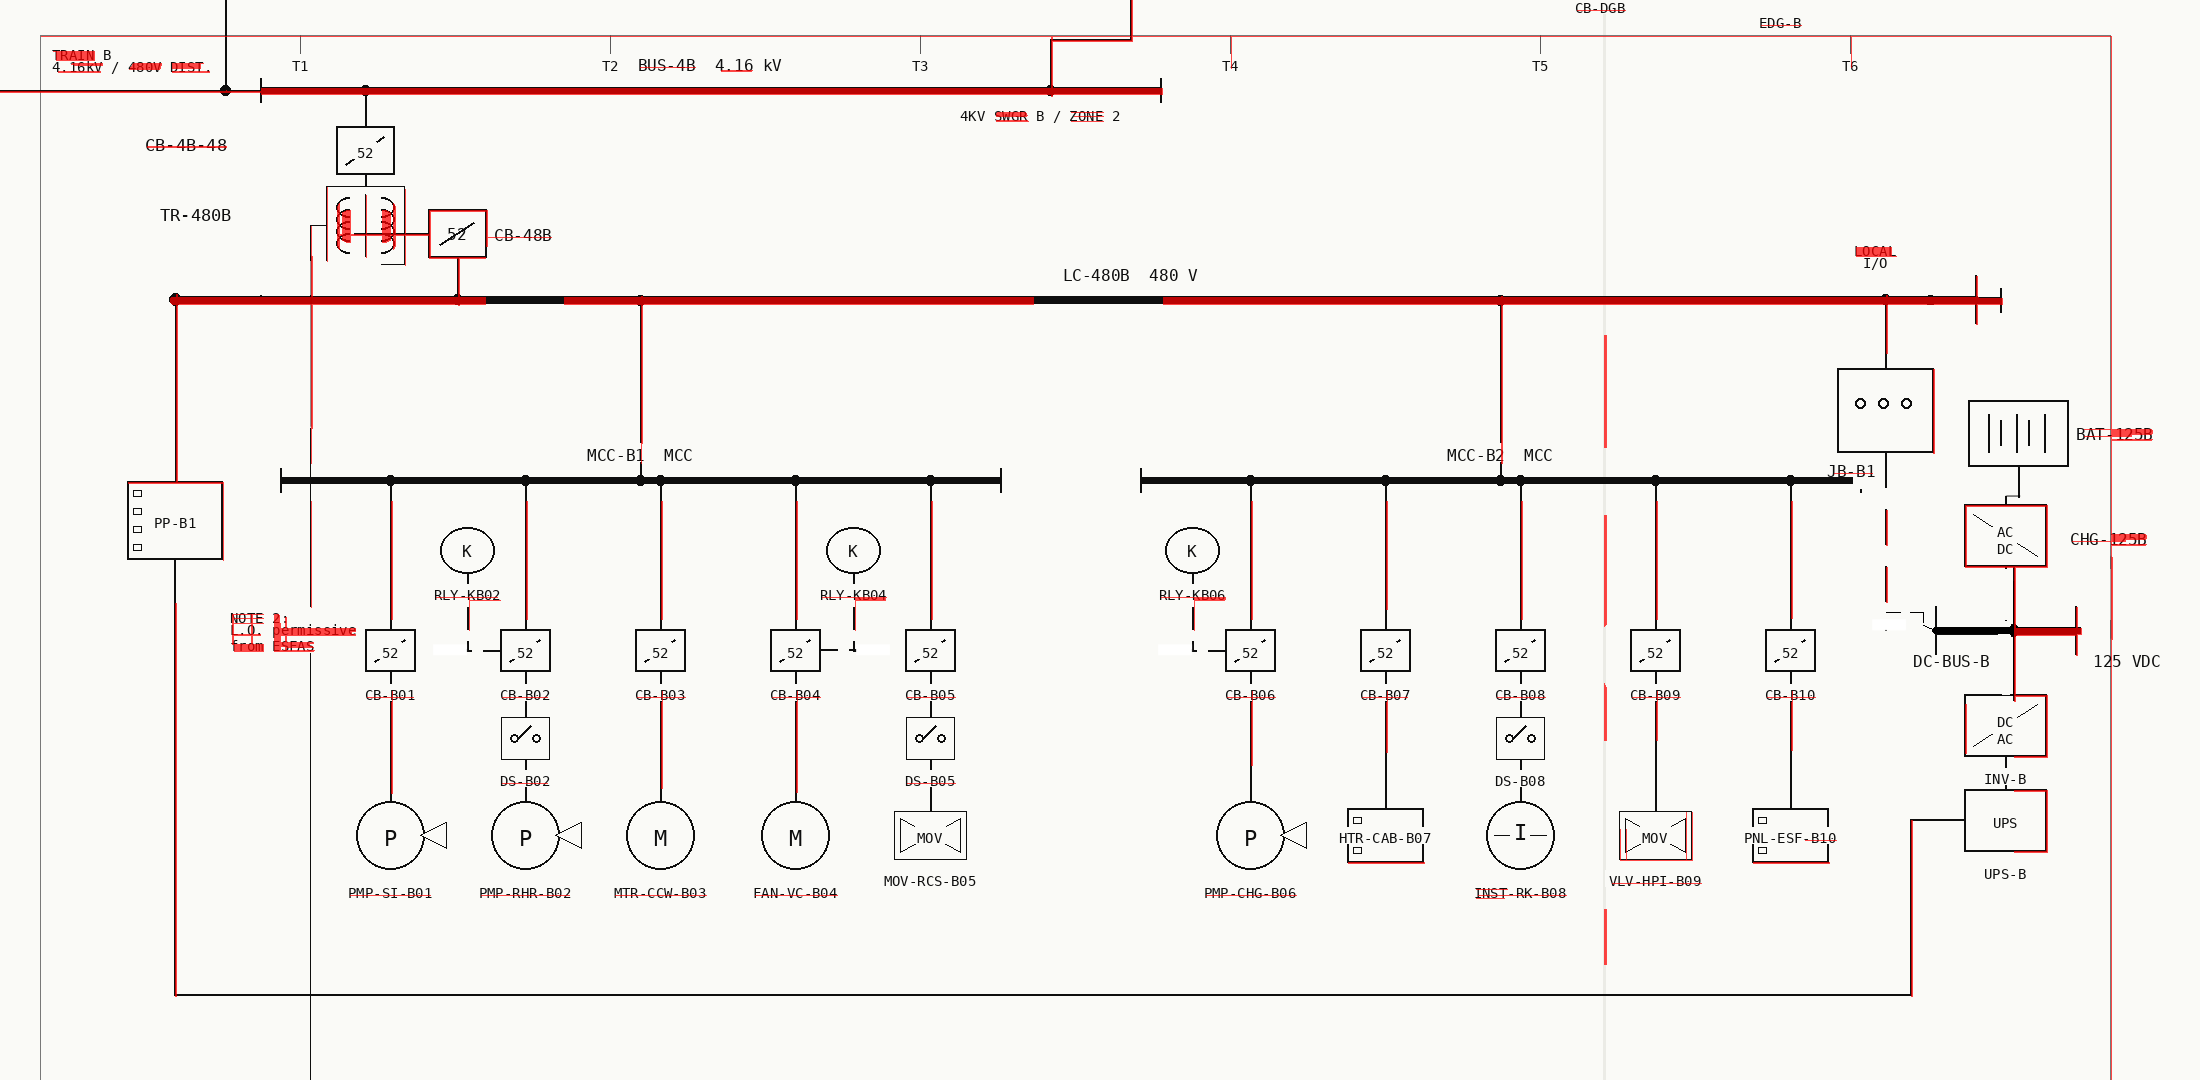 CB-DGB
EDG-B
TRAIN B
4.16kV / 480V DIST.
T1
T2
BUS-4B 4.16 kV
T3
T4
T5
T6
4KV SWGR B / ZONE 2
CB-4B-48
52
TR-480B
52
CB-48B
LOCAL
I/O
LC-480B 480 V
BAT-125B
MCC-B1 MCC
MCC-B2 MCC
JB-B1
PP-B1
AC
DC
CHG-125B
K
K
K
RLY-KB02
RLY-KB04
RLY-KB06
NOTE 2:
L.O. permissive
from ESFAS
52
52
52
52
52
52
52
52
52
52
DC-BUS-B
125 VDC
CB-B01
CB-B02
CB-B03
CB-B04
CB-B05
CB-B06
CB-B07
CB-B08
CB-B09
CB-B10
DC
AC
DS-B02
DS-B05
DS-B08
INV-B
UPS
P
P
M
M
MOV
P
HTR-CAB-B07
I
MOV
PNL-ESF-B10
UPS-B
MOV-RCS-B05
VLV-HPI-B09
PMP-SI-B01
PMP-RHR-B02
MTR-CCW-B03
FAN-VC-B04
PMP-CHG-B06
INST-RK-B08